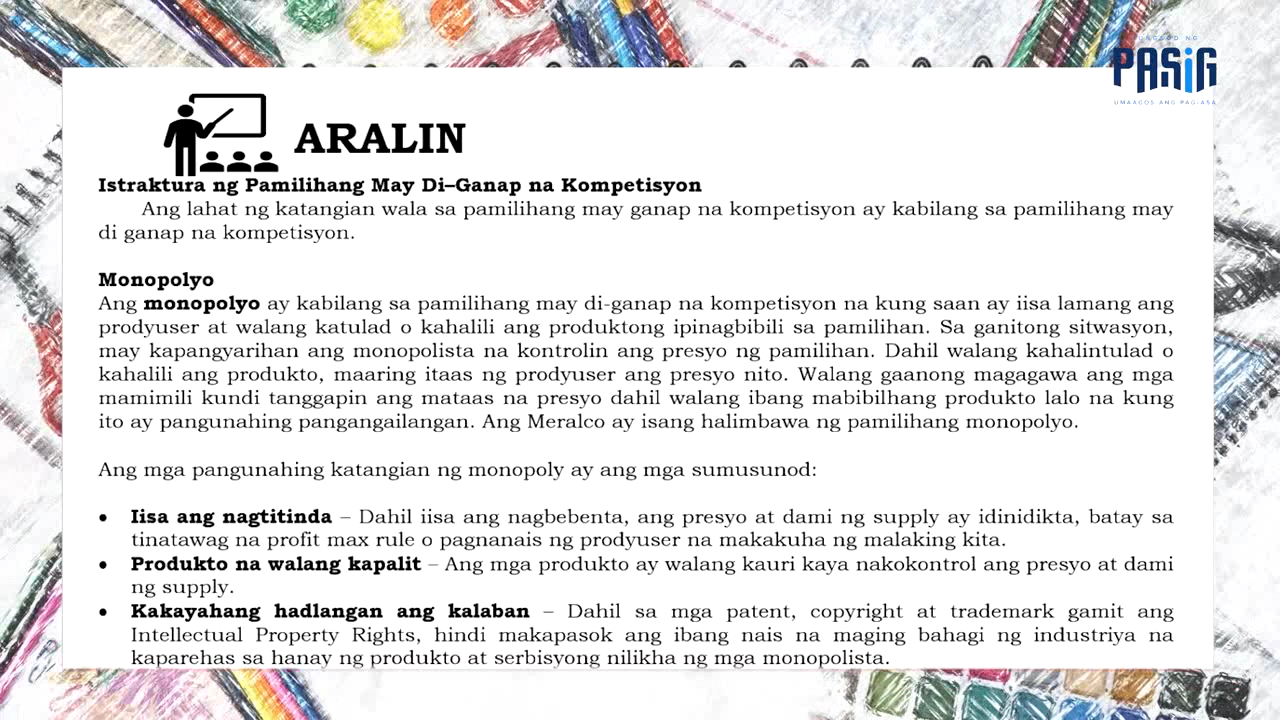 UNGSOD NG
PASIG
UMAAGOS ANG PAG-ASA
ARALIN
Istraktura ng Pamilihang May Di–Ganap na Kompetisyon
Ang lahat ng katangian wala sa pamilihang may ganap na kompetisyon ay kabilang sa pamilihang may
di ganap na kompetisyon.
Monopolyo
Ang monopolyo ay kabilang sa pamilihang may di-ganap na kompetisyon na kung saan ay iisa lamang ang
prodyuser at walang katulad o kahalili ang produktong ipinagbibili sa pamilihan. Sa ganitong sitwasyon,
may kapangyarihan ang monopolista na kontrolin ang presyo ng pamilihan. Dahil walang kahalintulad o
kahalili ang produkto, maaring itaas ng prodyuser ang presyo nito. Walang gaanong magagawa ang mga
mamimili kundi tanggapin ang mataas na presyo dahil walang ibang mabibilhang produkto lalo na kung
ito ay pangunahing pangangailangan. Ang Meralco ay isang halimbawa ng pamilihang monopolyo.
Ang mga pangunahing katangian ng monopoly ay ang mga sumusunod:
• Iisa ang nagtitinda – Dahil iisa ang nagbebenta, ang presyo at dami ng supply ay idinidikta, batay sa
tinatawag na profit max rule o pagnanais ng prodyuser na makakuha ng malaking kita.
• Produkto na walang kapalit – Ang mga produkto ay walang kauri kaya nakokontrol ang presyo at dami
ng supply.
• Kakayahang hadlangan ang kalaban – Dahil sa mga patent, copyright at trademark gamit ang
Intellectual Property Rights, hindi makapasok ang ibang nais na maging bahagi ng industriya na
kaparehas sa hanay ng produkto at serbisyong nilikha ng mga monopolista.